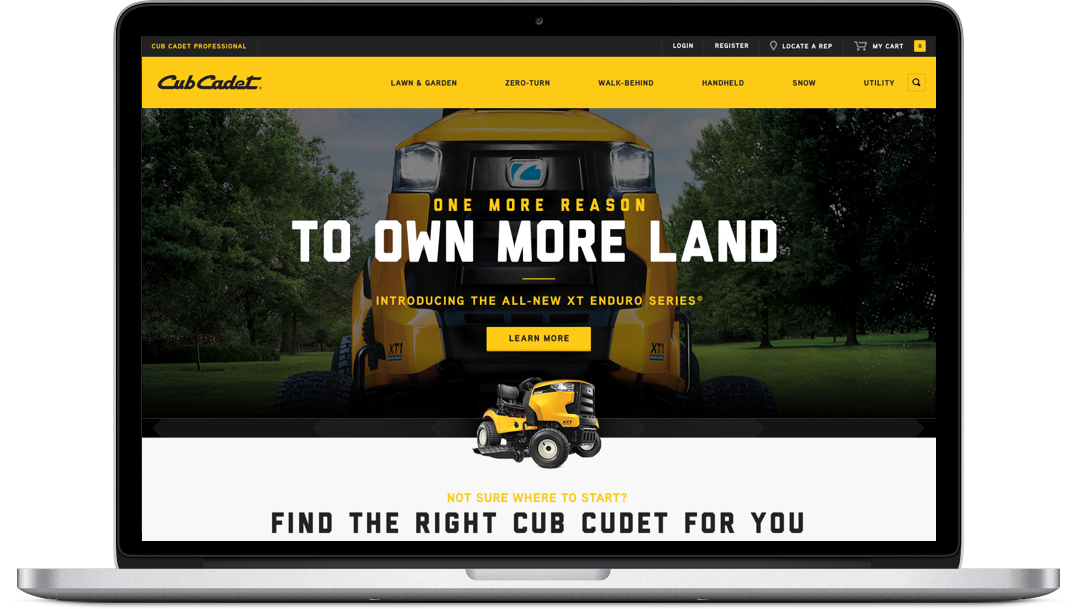 CUB CADET PROFESSIONAL
LOGIN REGISTER LOCATE A REP MY CART 0
Cub Cadet
LAWN & GARDEN ZERO-TURN WALK-BEHIND HANDHELD SNOW UTILITY
ONE MORE REASON
TO OWN MORE LAND
INTRODUCING THE ALL-NEW XT ENDURO SERIES®
LEARN MORE
XT1
XT1
XT1
NOT SURE WHERE TO START?
FIND THE RIGHT CUB CUDET FOR YOU